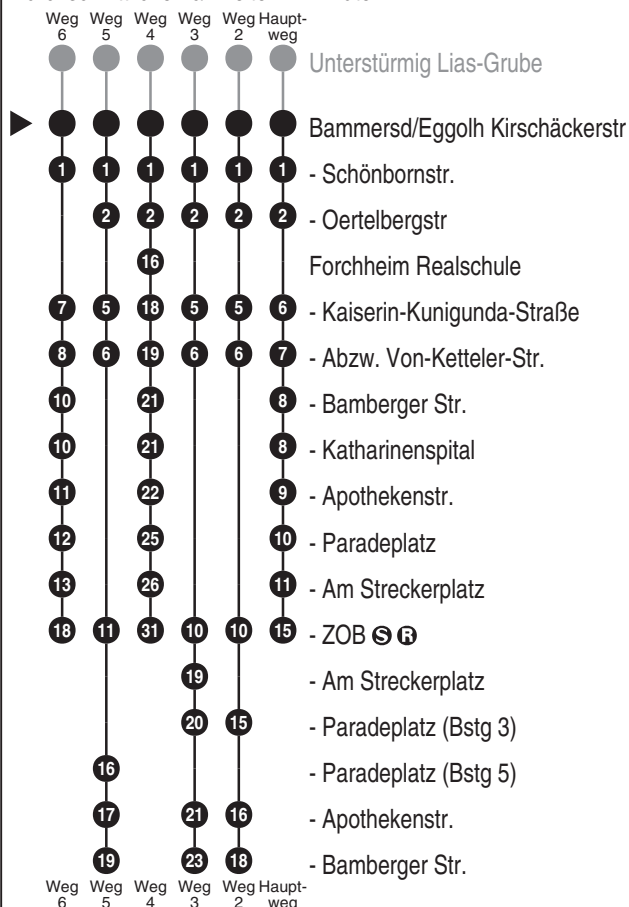 Weg Weg Weg Weg Weg Haupt-
6 5 4 3 2 weg
Unterstürmig Lias-Grube
Bammersd/Eggolh Kirschäckerstr
1 1 1 1 1 1 - Schönbornstr.
2 2 2 2 2 - Oertelbergstr
16 Forchheim Realschule
7 5 18 5 5 6 - Kaiserin-Kunigunda-Straße
8 6 19 6 6 7 - Abzw. Von-Ketteler-Str.
10 21 8 - Bamberger Str.
10 21 8 - Katharinenspital
11 22 9 - Apothekenstr.
12 25 10 - Paradeplatz
13 26 11 - Am Streckerplatz
18 11 31 10 10 15 - ZOB S R
19 - Am Streckerplatz
20 15 - Paradeplatz (Bstg 3)
16 - Paradeplatz (Bstg 5)
17 21 16 - Apothekenstr.
19 23 18 - Bamberger Str.
Weg Weg Weg Weg Weg Haupt-
6 5 4 3 2 weg